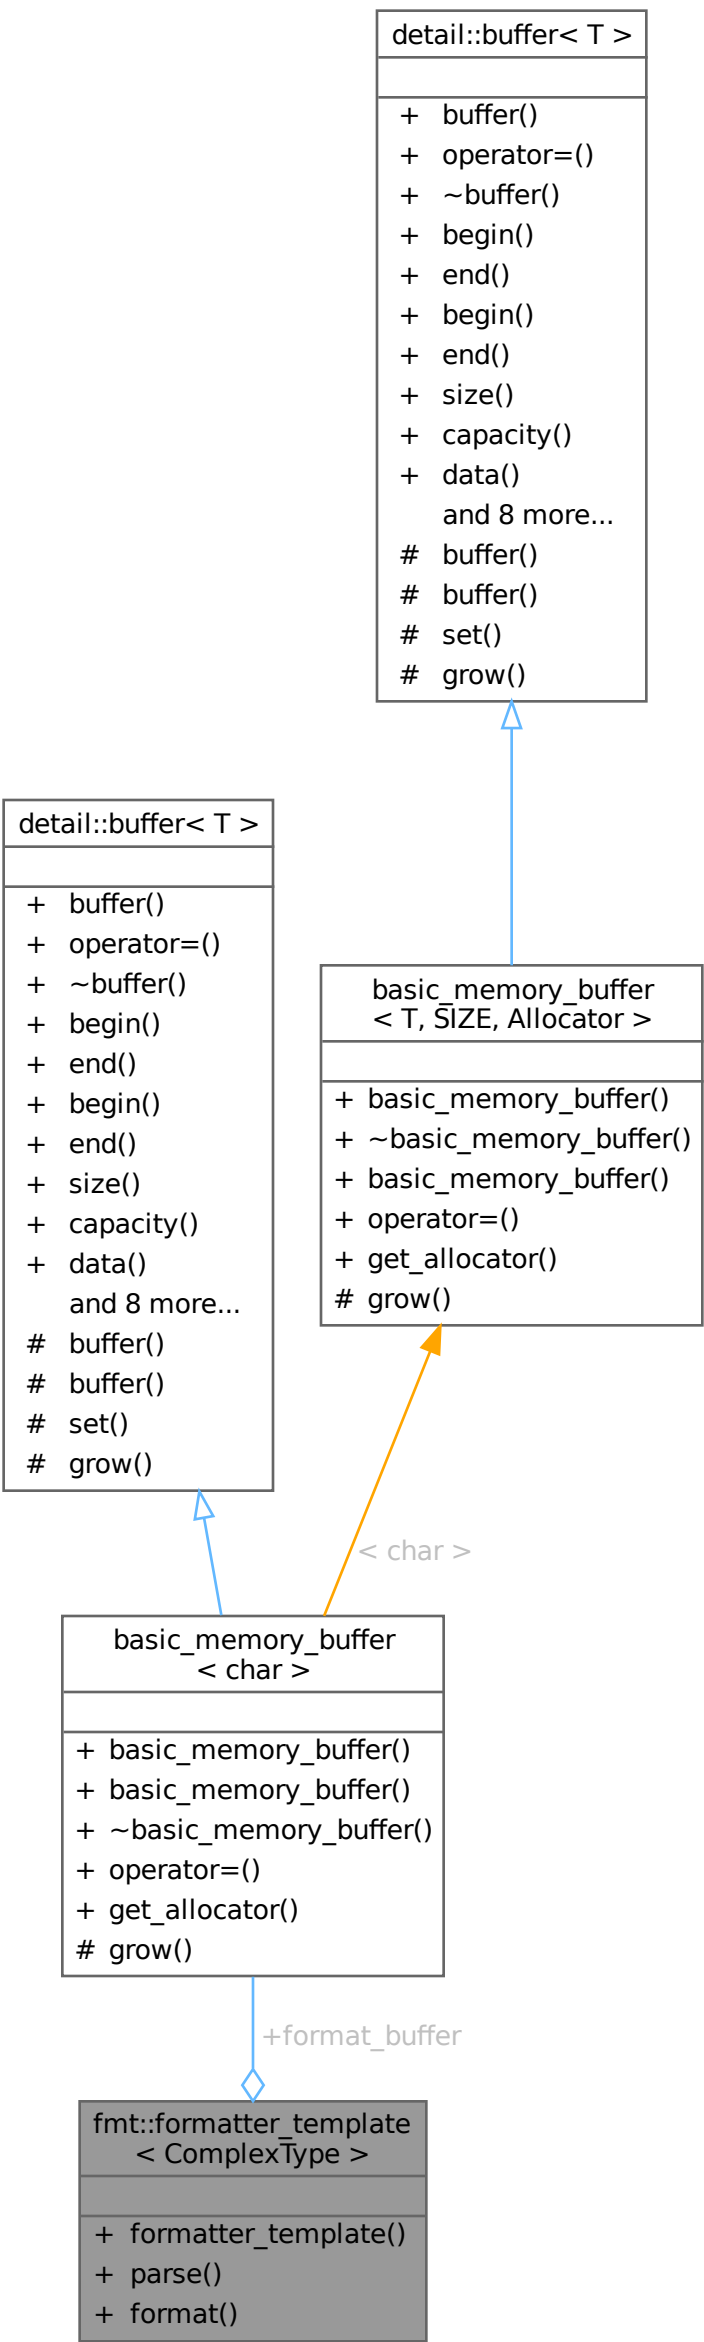 detail::buffer< T >
+ buffer()
+ operator=()
+ ~buffer()
+ begin()
+ end()
+ begin()
+ end()
+ size()
+ capacity()
+ data()
and 8 more...
# buffer()
# buffer()
# set()
# grow()
detail::buffer< T >
+ buffer()
+ operator=()
+ ~buffer()
+ begin()
+ end()
+ begin()
+ end()
+ size()
+ capacity()
+ data()
and 8 more...
# buffer()
# buffer()
# set()
# grow()
basic_memory_buffer
< T, SIZE, Allocator >
+ basic_memory_buffer()
+ ~basic_memory_buffer()
+ basic_memory_buffer()
+ operator=()
+ get_allocator()
# grow()
< char >
basic_memory_buffer
< char >
+ basic_memory_buffer()
+ basic_memory_buffer()
+ ~basic_memory_buffer()
+ operator=()
+ get_allocator()
# grow()
+format_buffer
fmt::formatter_template
< ComplexType >
+ formatter_template()
+ parse()
+ format()